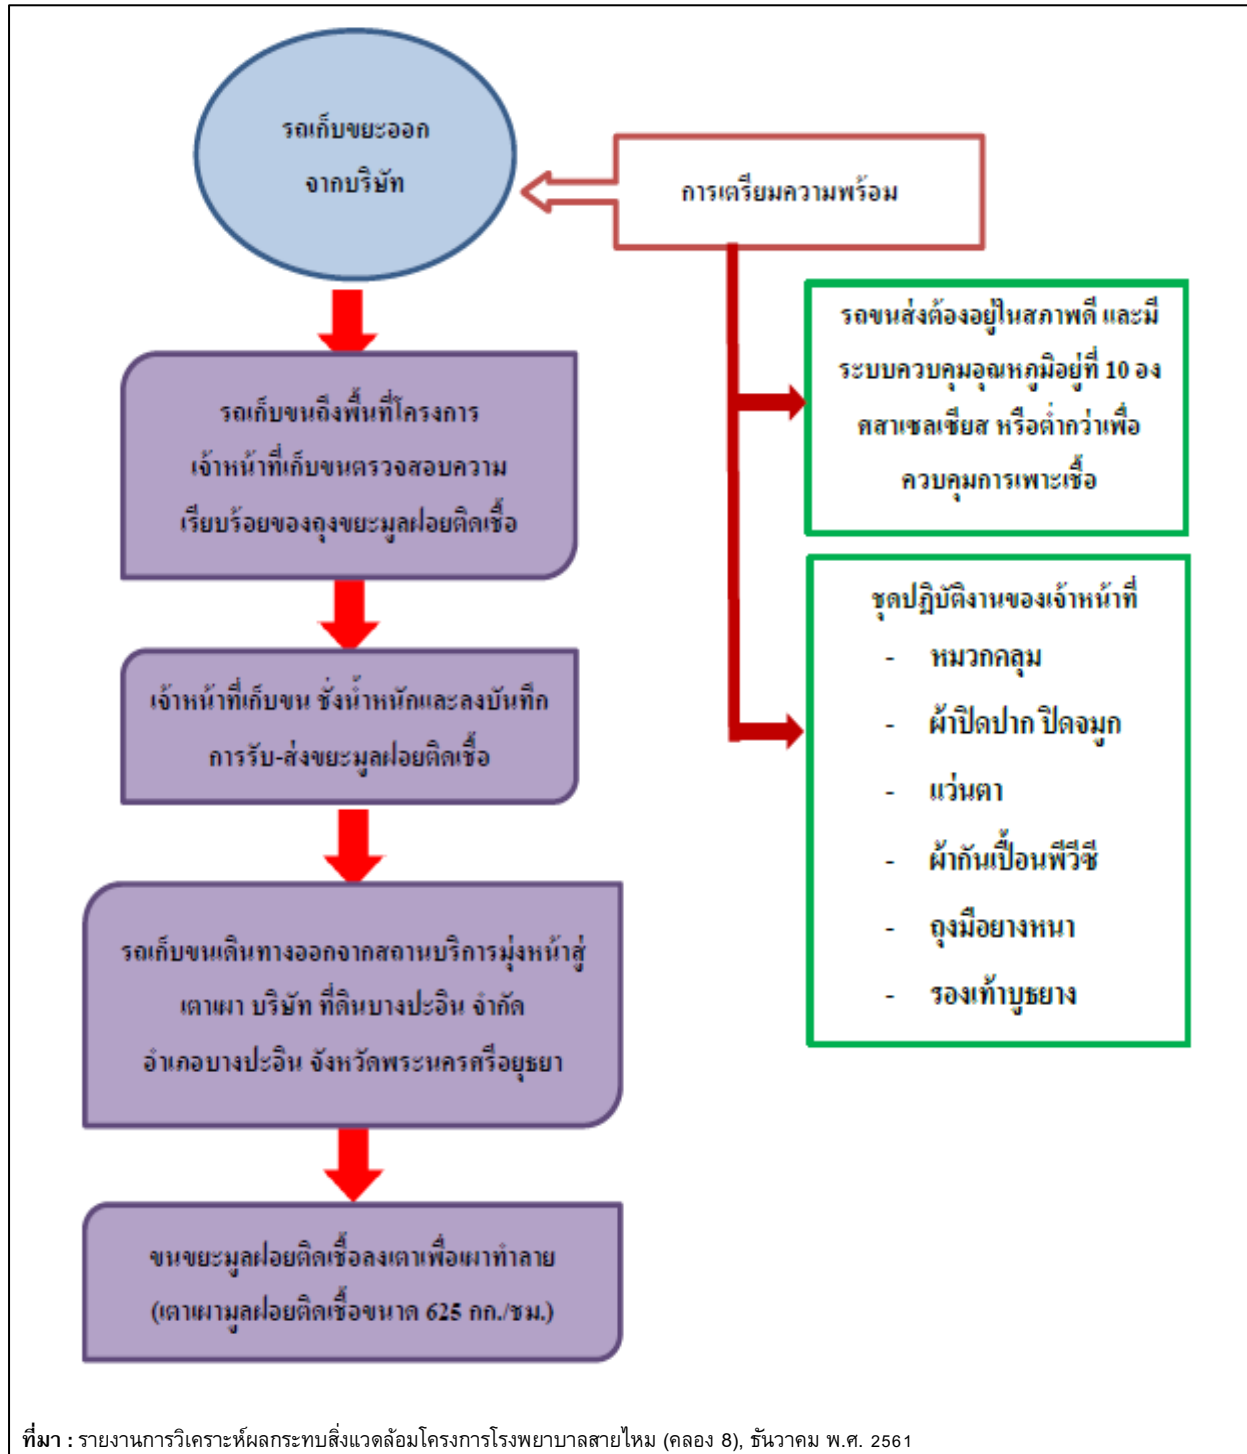 รถเก็บขยะออก
จากบริษัท
การเตรียมความพร้อม
รถขนส่งต้องอยู่ในสภาพดี และมี
ระบบควบคุมอุณหภูมิอยู่ที่ 10 อง
ศสาเซลเซียส หรือต่ำกว่าเพื่อ
ควบคุมการเพาะเชื้อ
ชุดปฏิบัติงานของเจ้าหน้าที่
- หมวกคลุม
- ผ้าปิดปาก ปิดจมูก
- แว่นตา
- ผ้ากันเปื้อนพีวีซี
- ถุงมือยางหนา
- รองเท้าบูธยาง
รถเก็บขนถึงพื้นที่โครงการ
เจ้าหน้าที่เก็บขนตรวจสอบความ
เรียบร้อยของถุงขยะมูลฝอยติดเชื้อ
เจ้าหน้าที่เก็บขน ชั่งน้ำหนักและลงบันทึก
การรับ-ส่งขยะมูลฝอยติดเชื้อ
รถเก็บขนเดินทางออกจากสถานบริการมุ่งหน้าสู่
เตาเผา บริษัท ที่ดินบางปะอิน จำกัด
อำเภอบางปะอิน จังหวัดพระนครศรีอยุธยา
ขนขยะมูลฝอยติดเชื้อลงเตาเพื่อเผาทำลาย
(เตาเผามูลฝอยติดเชื้อขนาด 625 กก./ชม.)
ที่มา : รายงานการวิเคราะห์ผลกระทบสิ่งแวดล้อมโครงการโรงพยาบาลสายไหม (คลอง 8), ธันวาคม พ.ศ. 2561